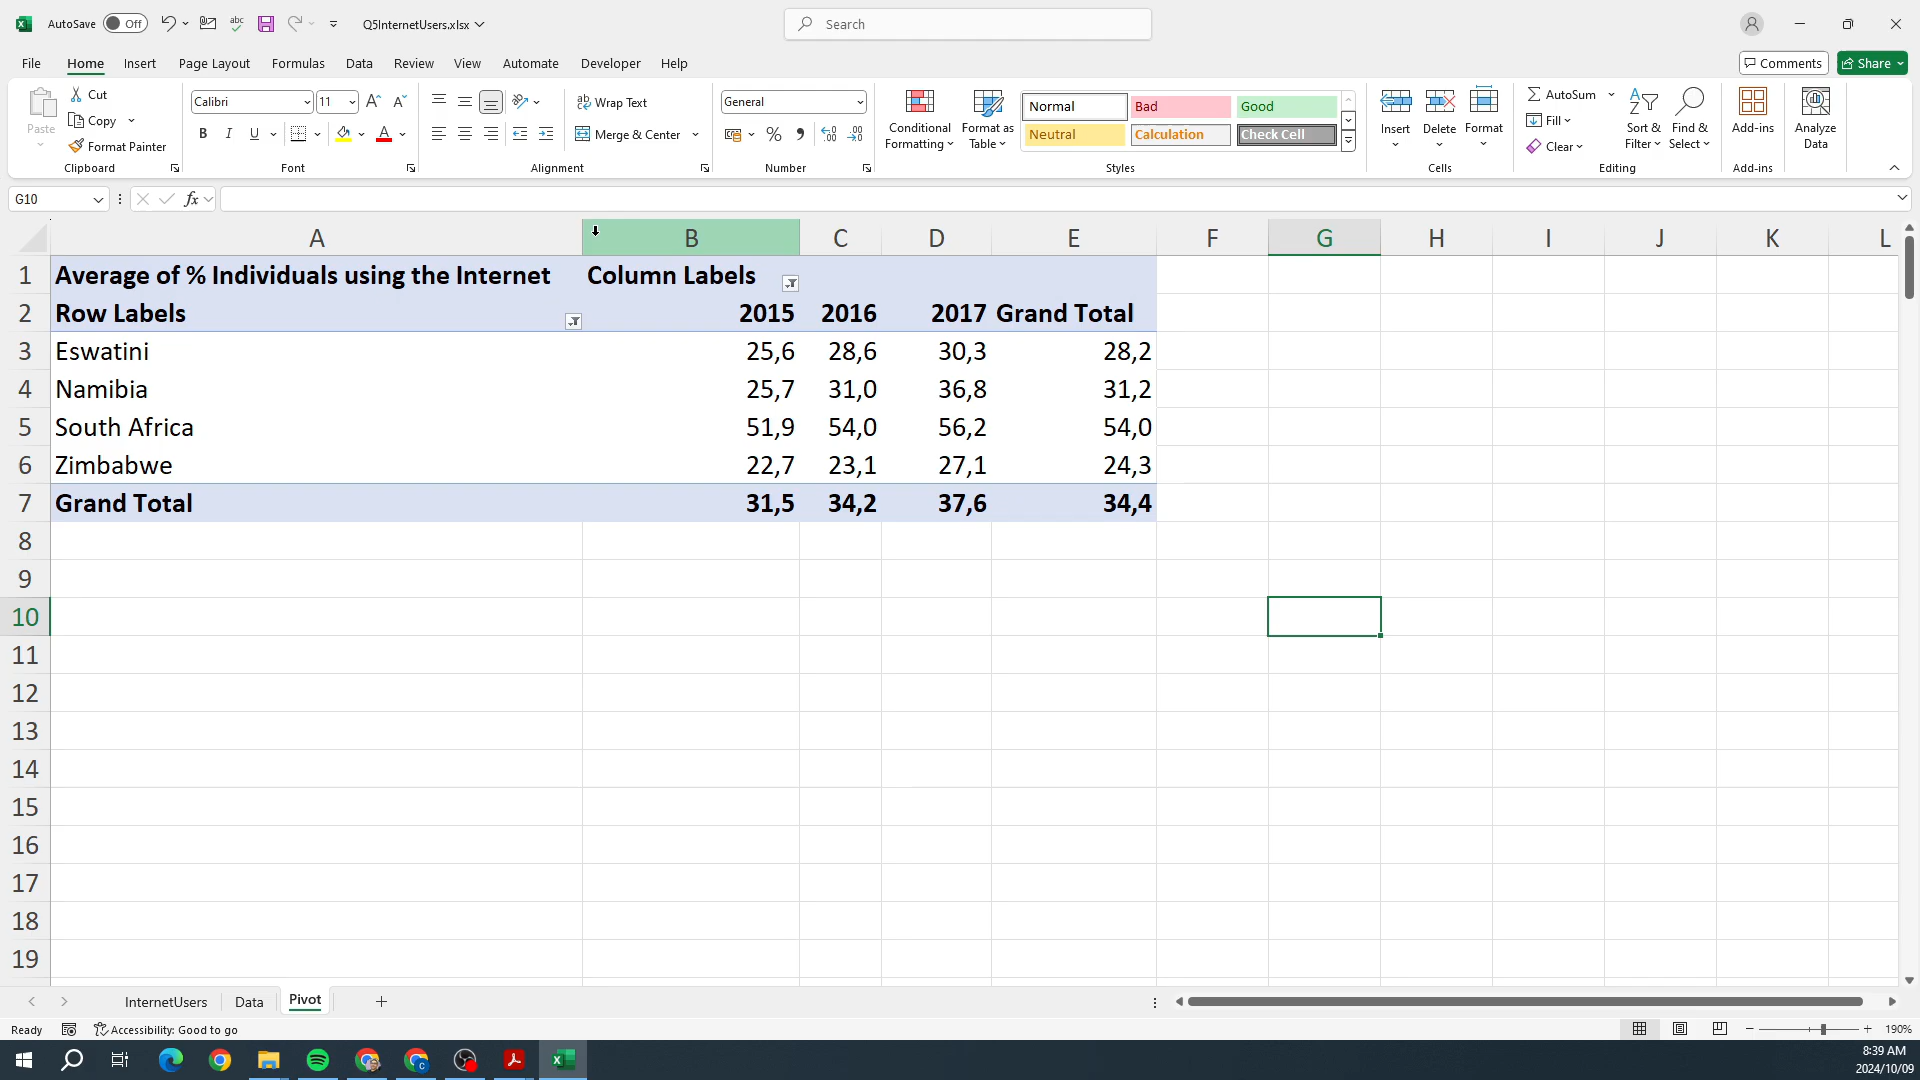 AutoSave Off Q5InternetUsers.xlsx Search
File Home Insert Page Layout Formulas Data Review View Automate Developer Help Comments Share
Paste Cut Copy Format Painter Clipboard
Calibri 11 B I U A Font
Wrap Text Merge & Center Alignment
General % Number
Conditional Formatting Format as Table
Normal Bad Good
Neutral Calculation Check Cell
Styles
Insert Delete Format Cells
AutoSum Fill Clear Sort & Filter Find & Select Editing
Add-ins Add-ins
Analyze Data
G10 fx
A B C D E F G H I J K L
1 Average of % Individuals using the Internet Column Labels
2 Row Labels 2015 2016 2017 Grand Total
3 Eswatini 25,6 28,6 30,3 28,2
4 Namibia 25,7 31,0 36,8 31,2
5 South Africa 51,9 54,0 56,2 54,0
6 Zimbabwe 22,7 23,1 27,1 24,3
7 Grand Total 31,5 34,2 37,6 34,4
8
9
10
11
12
13
14
15
16
17
18
19
InternetUsers Data Pivot
Ready Accessibility: Good to go 190%
8:39 AM
2024/10/09